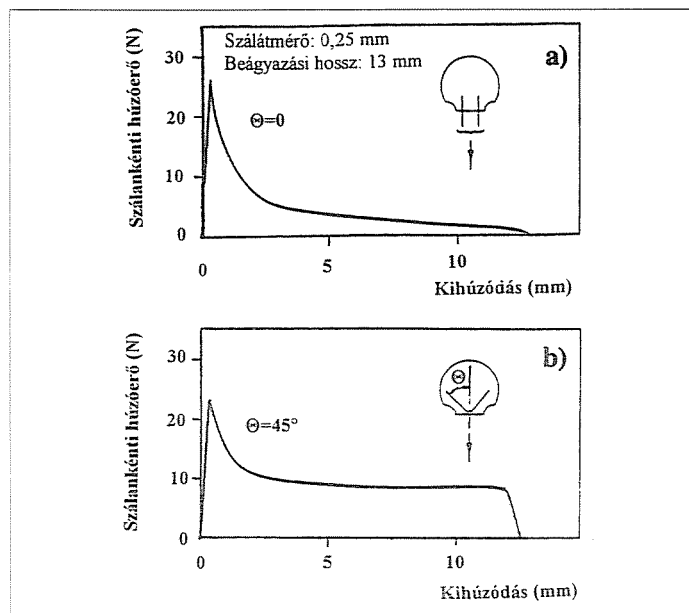 Szálankénti húzóerő (N)
30
20
10
0
Szálátmérő: 0,25 mm
Beágyazási hossz: 13 mm
a)
Θ=0
0
5
10
Kihúzódás (mm)
Szálankénti húzóerő (N)
30
20
10
0
b)
Θ
Θ=45°
0
5
10
Kihúzódás (mm)